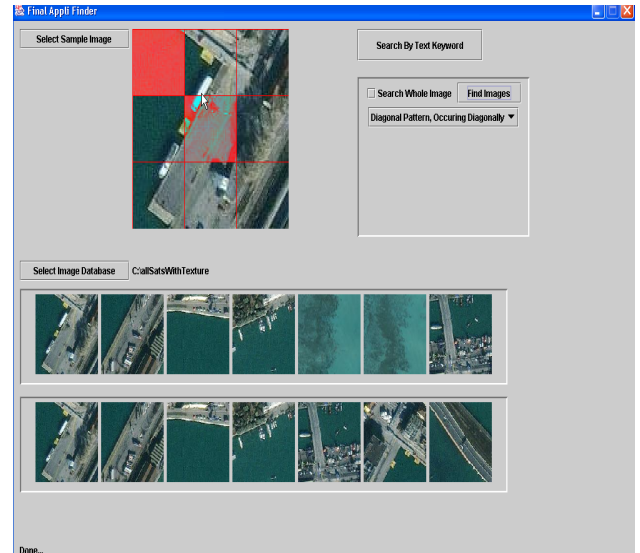 Final Appli Finder
Select Sample Image
Search By Text Keyword
Search Whole Image
Find Images
Diagonal Pattern, Occuring Diagonally
Select Image Database
C:\allSatsWithTexture
Done...